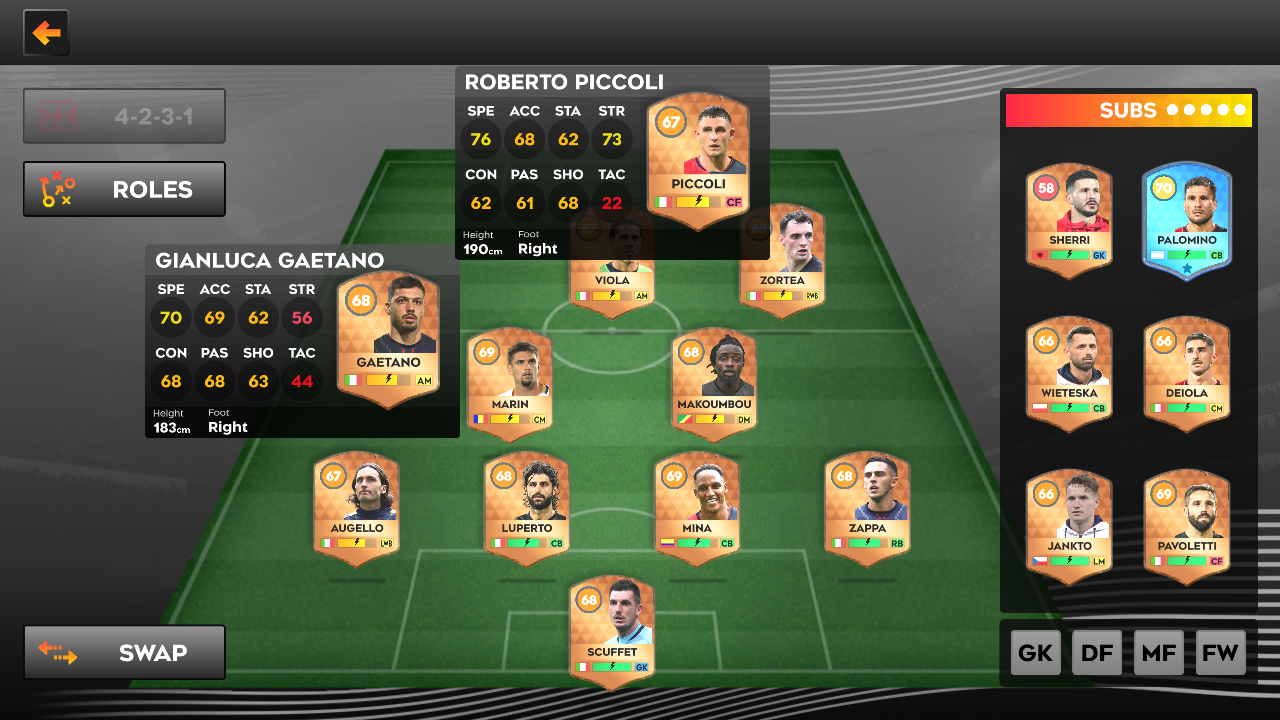 4-2-3-1
ROLES
ROBERTO PICCOLI
SPE ACC STA STR
76 68 62 73
CON PAS SHO TAC
62 61 68 22
Height Foot
190cm Right
67
PICCOLI
CF
GIANLUCA GAETANO
SPE ACC STA STR
70 69 62 56
CON PAS SHO TAC
68 68 63 44
Height Foot
183cm Right
68
GAETANO
AM
67
VIOLA
AM
68
ZORTEA
RWB
69
MARIN
CM
68
MAKOUMBOU
DM
67
AUGELLO
LWB
68
LUPERTO
CB
69
MINA
CB
68
ZAPPA
RB
68
SCUFFET
GK
SUBS
58
SHERRI
GK
70
PALOMINO
CB
66
WIETESKA
CB
66
DEIOLA
CM
66
JANKTO
LM
69
PAVOLETTI
CF
SWAP
GK DF MF FW